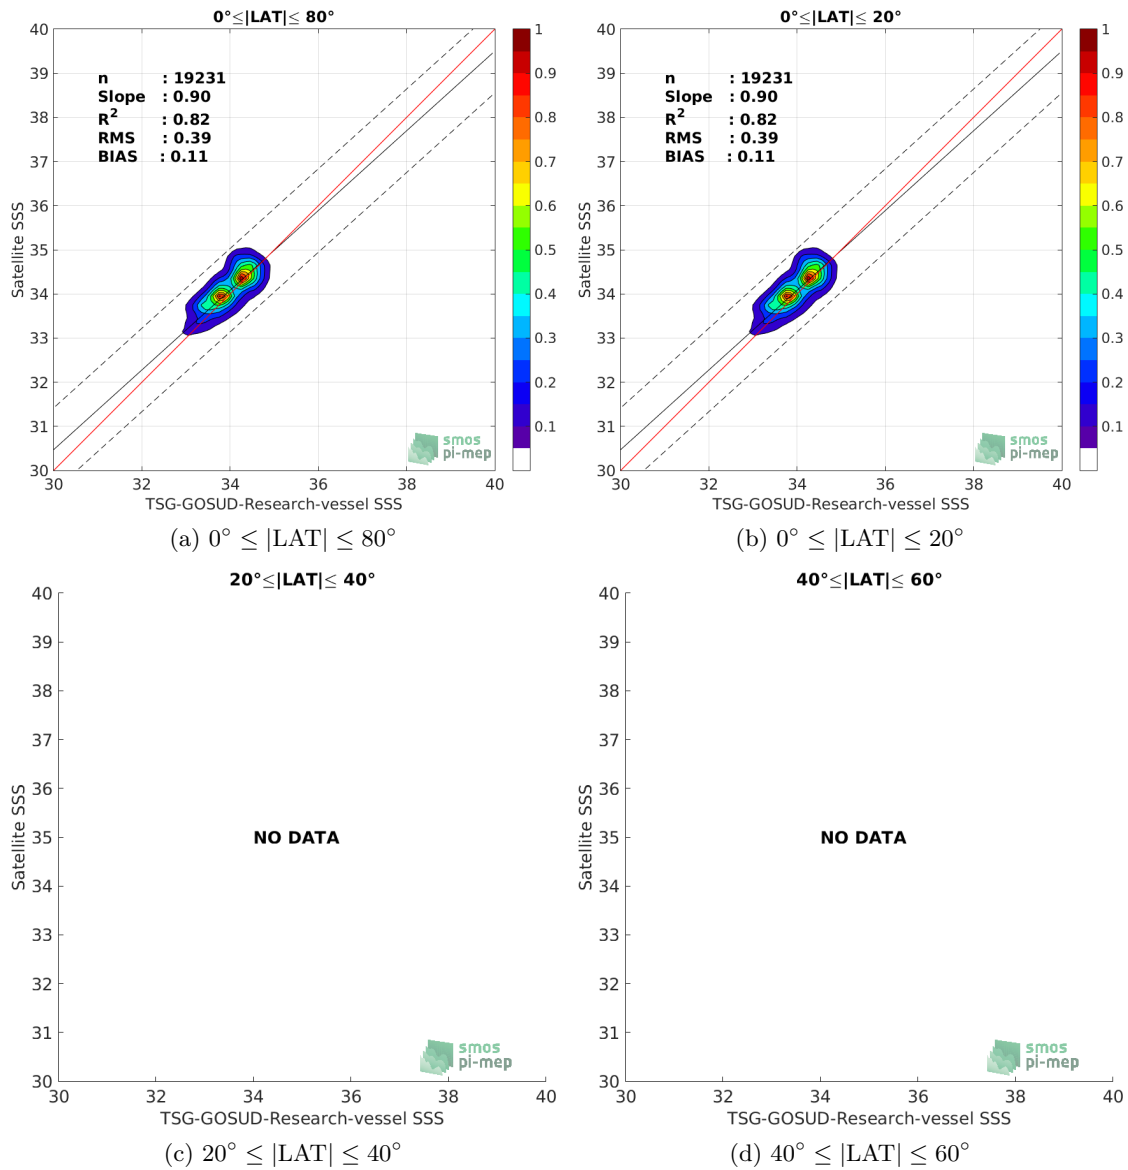 0°≤|LAT|≤ 80°
40
39
38
37
36
35
34
33
32
31
30
Satellite SSS
n : 19231
Slope : 0.90
R2 : 0.82
RMS : 0.39
BIAS : 0.11
smos
pi-mep
30 32 34 36 38 40
TSG-GOSUD-Research-vessel SSS
1
0.9
0.8
0.7
0.6
0.5
0.4
0.3
0.2
0.1
(a) 0° ≤ |LAT| ≤ 80°
0°≤|LAT|≤ 20°
40
39
38
37
36
35
34
33
32
31
30
Satellite SSS
n : 19231
Slope : 0.90
R2 : 0.82
RMS : 0.39
BIAS : 0.11
smos
pi-mep
30 32 34 36 38 40
TSG-GOSUD-Research-vessel SSS
1
0.9
0.8
0.7
0.6
0.5
0.4
0.3
0.2
0.1
(b) 0° ≤ |LAT| ≤ 20°
20°≤|LAT|≤ 40°
40
39
38
37
36
35
34
33
32
31
30
Satellite SSS
NO DATA
smos
pi-mep
30 32 34 36 38 40
TSG-GOSUD-Research-vessel SSS
(c) 20° ≤ |LAT| ≤ 40°
40°≤|LAT|≤ 60°
40
39
38
37
36
35
34
33
32
31
30
Satellite SSS
NO DATA
smos
pi-mep
30 32 34 36 38 40
TSG-GOSUD-Research-vessel SSS
(d) 40° ≤ |LAT| ≤ 60°